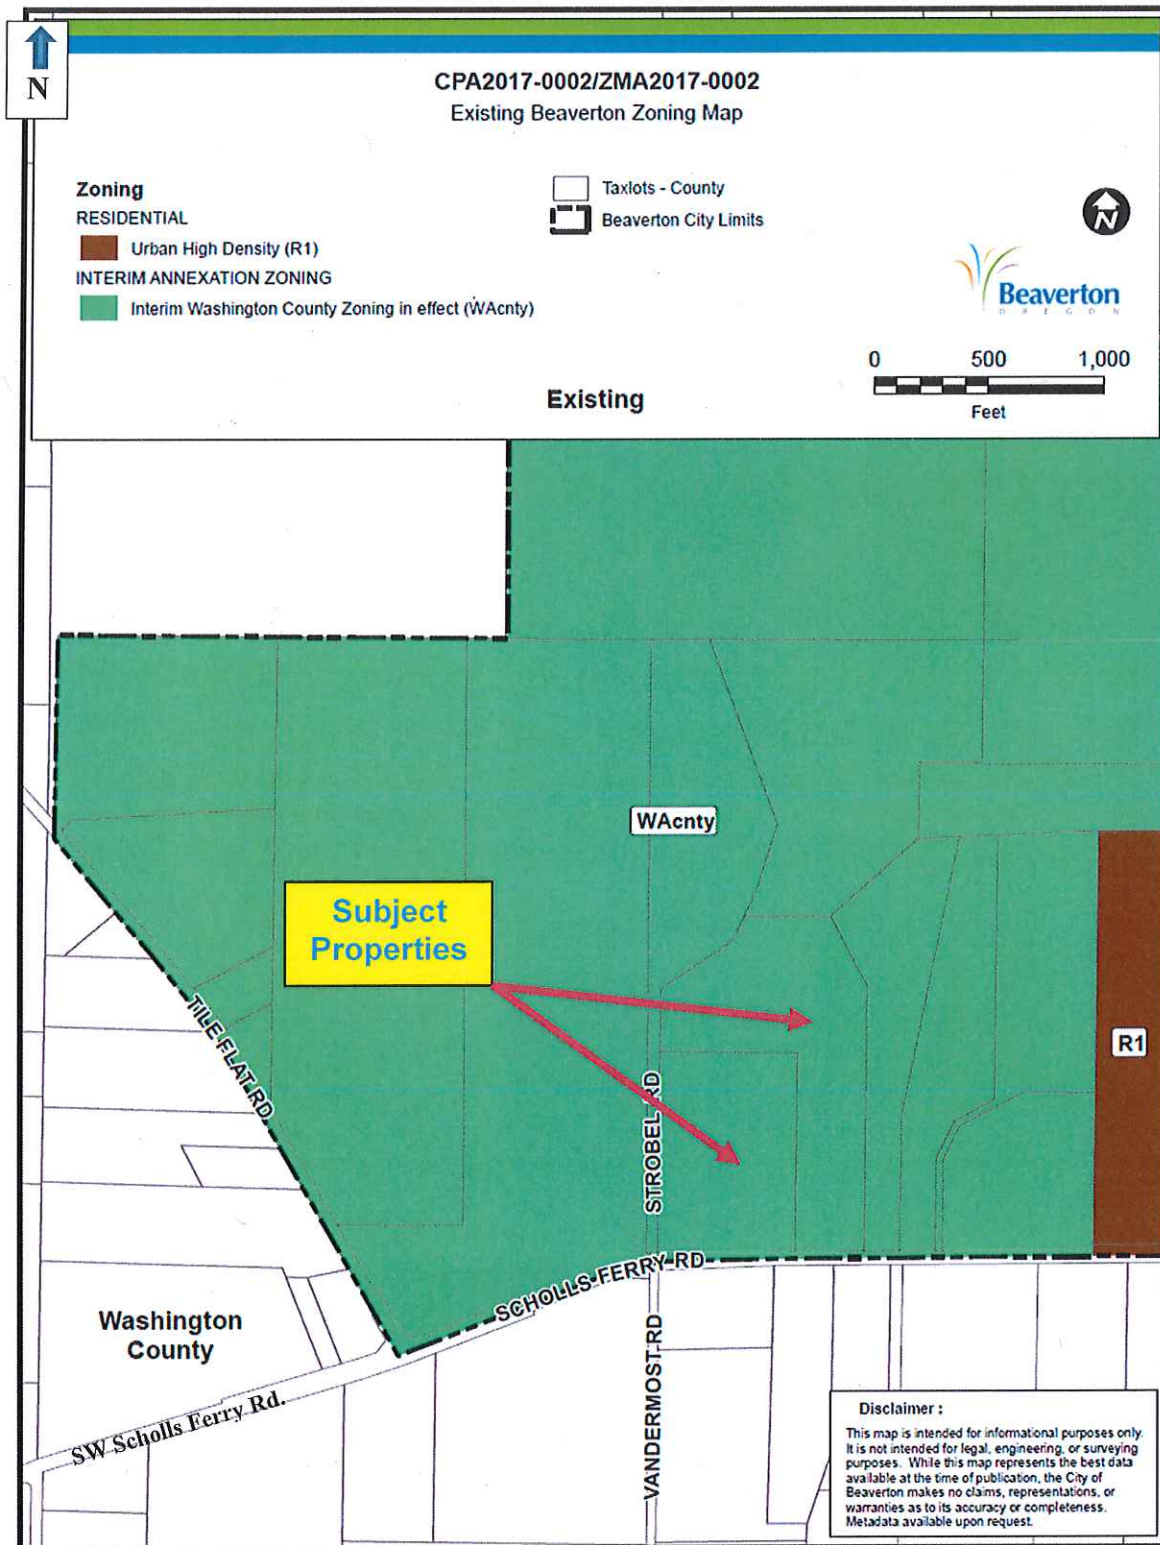 N
CPA2017-0002/ZMA2017-0002
Existing Beaverton Zoning Map
Zoning
RESIDENTIAL
Urban High Density (R1)
INTERIM ANNEXATION ZONING
Interim Washington County Zoning in effect (WAcnty)
Taxlots - County
Beaverton City Limits
N
Beaverton
OREGON
0 500 1,000
Feet
Existing
WAcnty
Subject
Properties
R1
TILE FLAT RD
STROBEL RD
SCHOLLS FERRY RD
Washington
County
VANDERMOST RD
SW Scholls Ferry Rd.
Disclaimer :
This map is intended for informational purposes only.
It is not intended for legal, engineering, or surveying
purposes. While this map represents the best data
available at the time of publication, the City of
Beaverton makes no claims, representations, or
warranties as to its accuracy or completeness.
Metadata available upon request.